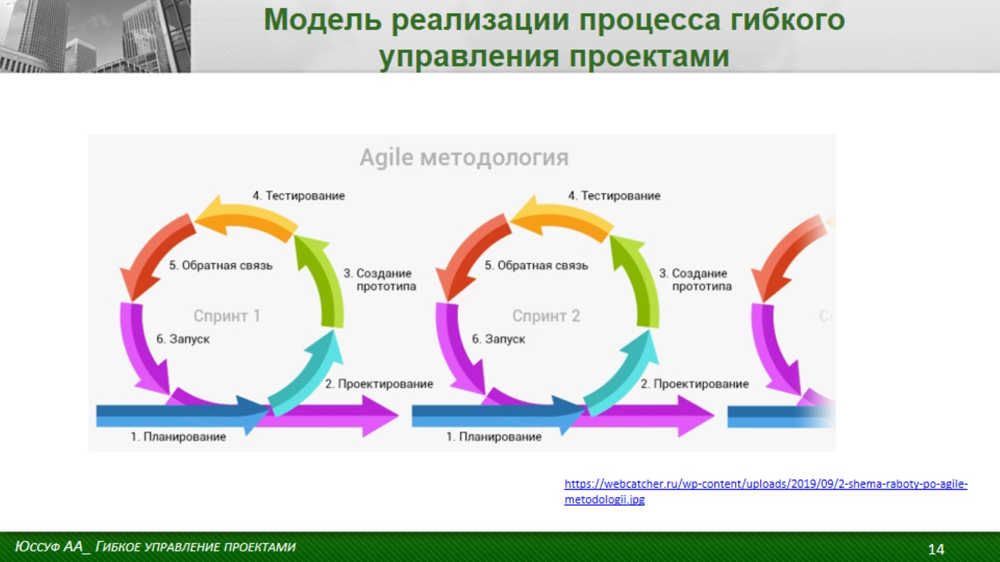 Модель реализации процесса гибкого
управления проектами
Agile методология
4. Тестирование
5. Обратная связь
3. Создание
прототипа
Спринт 1
6. Запуск
2. Проектирование
1. Планирование
4. Тестирование
5. Обратная связь
3. Создание
прототипа
Спринт 2
6. Запуск
2. Проектирование
1. Планирование
https://webcatcher.ru/wp-content/uploads/2019/09/2-shema-raboty-po-agile-
metodologii.jpg
Юссуф АА_ Гибкое управление проектами
14